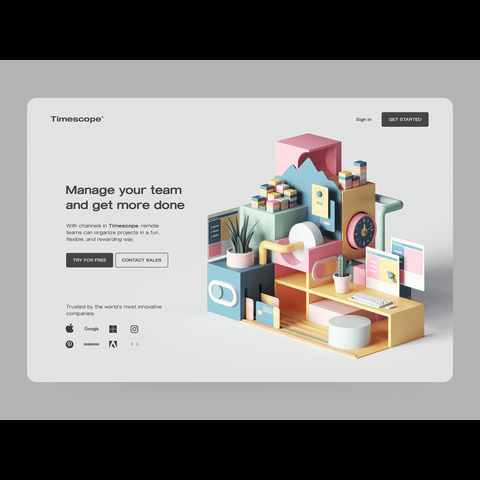 Timescope°
Sign in
GET STARTED
Manage your team
and get more done
With channels in Timescope, remote
teams can organize projects in a fun,
flexible, and rewarding way.
TRY FOR FREE
CONTACT SALES
Trusted by the world's most innovative
companies:
Google
SAMSUNG